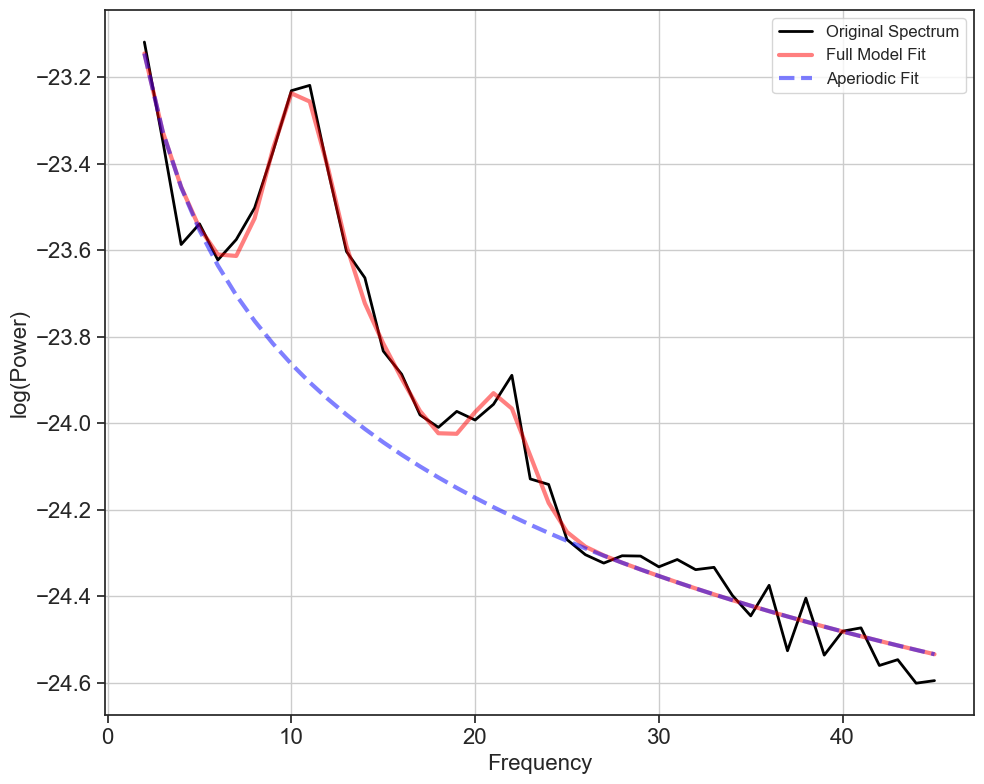 Original Spectrum
Full Model Fit
Aperiodic Fit
log(Power)
−23.2
−23.4
−23.6
−23.8
−24.0
−24.2
−24.4
−24.6
0 10 20 30 40
Frequency